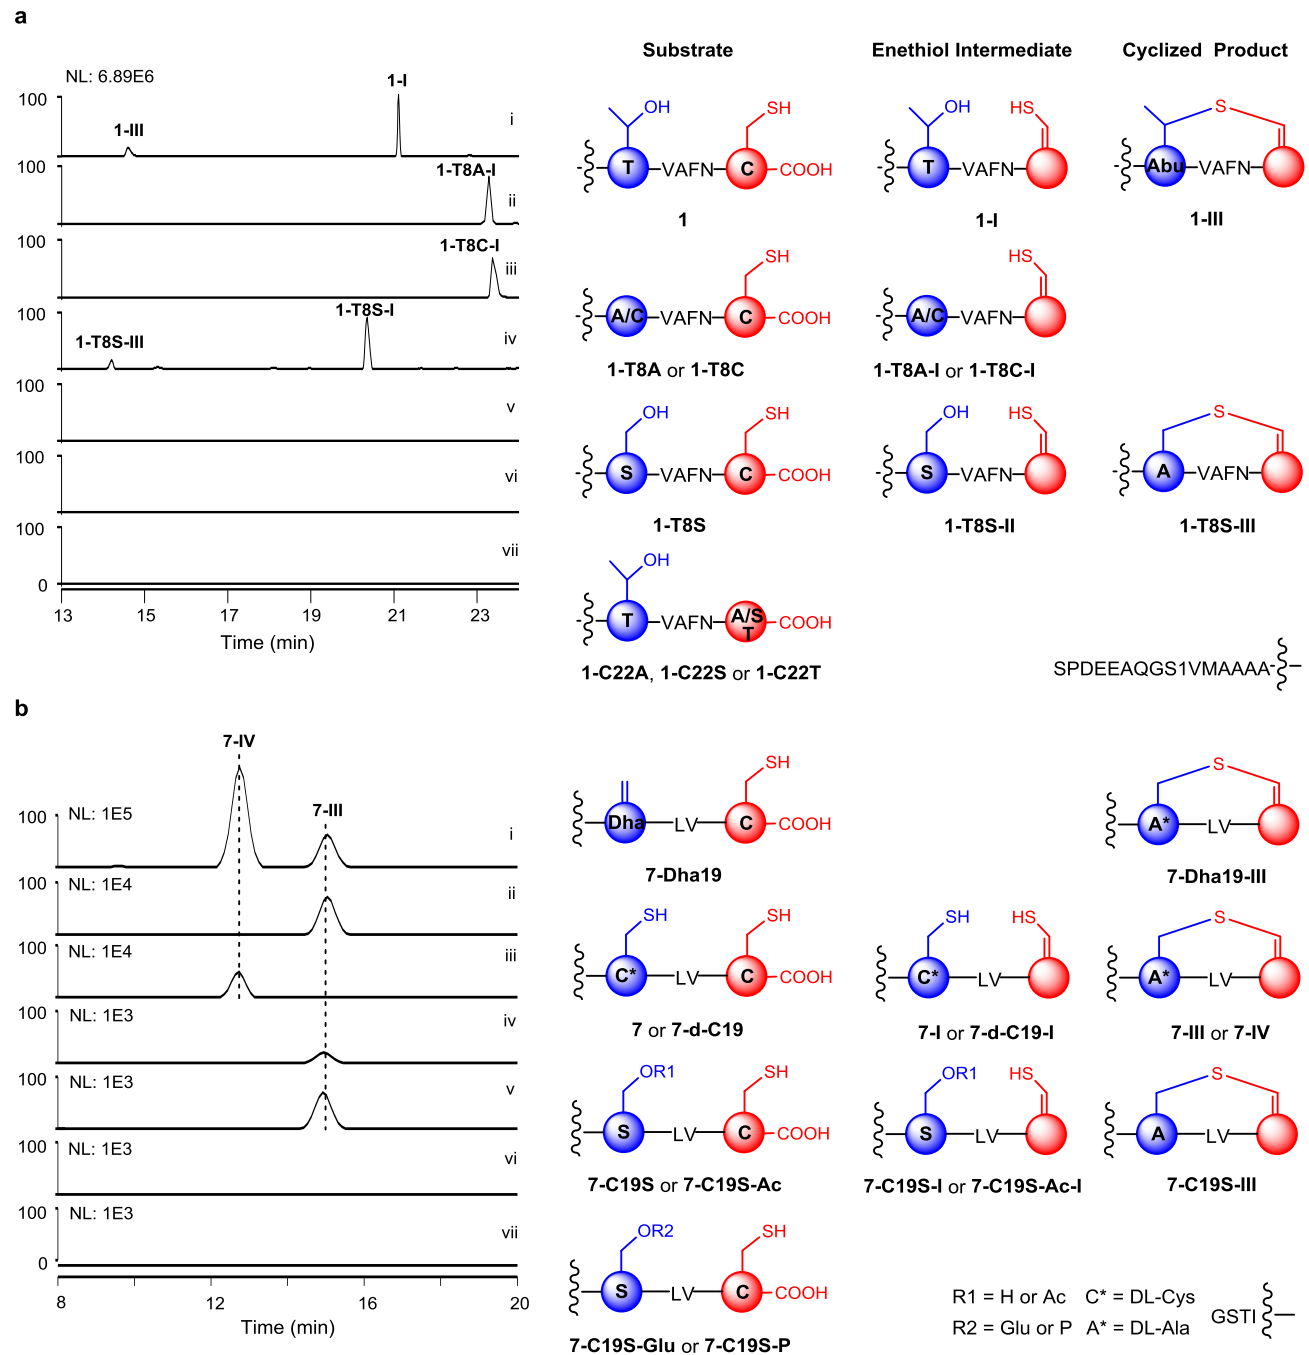 a
Substrate
Enethiol Intermediate
Cyclized Product
NL: 6.89E6
100
1-III
1-I
i
100
1-T8A-I
ii
100
1-T8C-I
iii
100
1-T8S-III
1-T8S-I
iv
100
v
100
vi
100
vii
0
13 15 17 19 21 23
Time (min)
OH SH
T VAFN C COOH
1
OH HS
T VAFN
1-I
S
Abu VAFN
1-III
SH
A/C VAFN C COOH
1-T8A or 1-T8C
HS
A/C VAFN
1-T8A-I or 1-T8C-I
OH SH
S VAFN C COOH
1-T8S
OH HS
S VAFN
1-T8S-II
S
A VAFN
1-T8S-III
OH
T VAFN A/S T COOH
1-C22A, 1-C22S or 1-C22T
SPDEEAQGS1VMAAAA
b
7-IV
7-III
100 NL: 1E5 i
100 NL: 1E4 ii
100 NL: 1E4 iii
100 NL: 1E3 iv
100 NL: 1E3 v
100 NL: 1E3 vi
100 NL: 1E3 vii
0
8 12 16 20
Time (min)
SH
Dha LV C COOH
7-Dha19
S
A* LV
7-Dha19-III
SH SH
C* LV C COOH
7 or 7-d-C19
SH HS
C* LV
7-I or 7-d-C19-I
S
A* LV
7-III or 7-IV
OR1 SH
S LV C COOH
7-C19S or 7-C19S-Ac
OR1 HS
S LV
7-C19S-I or 7-C19S-Ac-I
S
A LV
7-C19S-III
OR2 SH
S LV C COOH
7-C19S-Glu or 7-C19S-P
R1 = H or Ac C* = DL-Cys
R2 = Glu or P A* = DL-Ala
GSTI